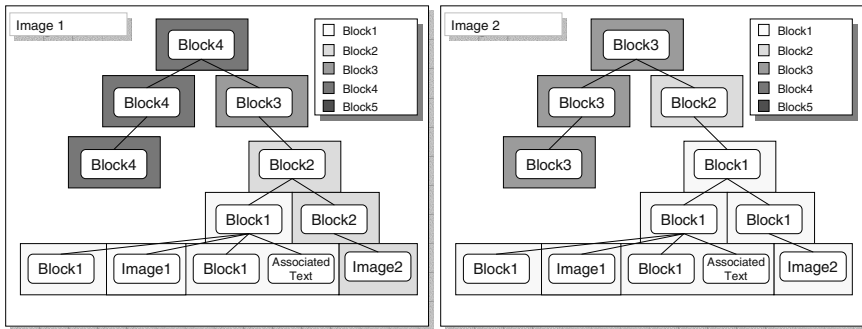 Image 1
Block1
Block2
Block3
Block4
Block5
Block4
Block4
Block3
Block4
Block2
Block1
Block2
Block1
Image1
Block1
Associated
Text
Image2
Image 2
Block1
Block2
Block3
Block4
Block5
Block3
Block3
Block2
Block3
Block1
Block1
Block1
Block1
Image1
Block1
Associated
Text
Image2